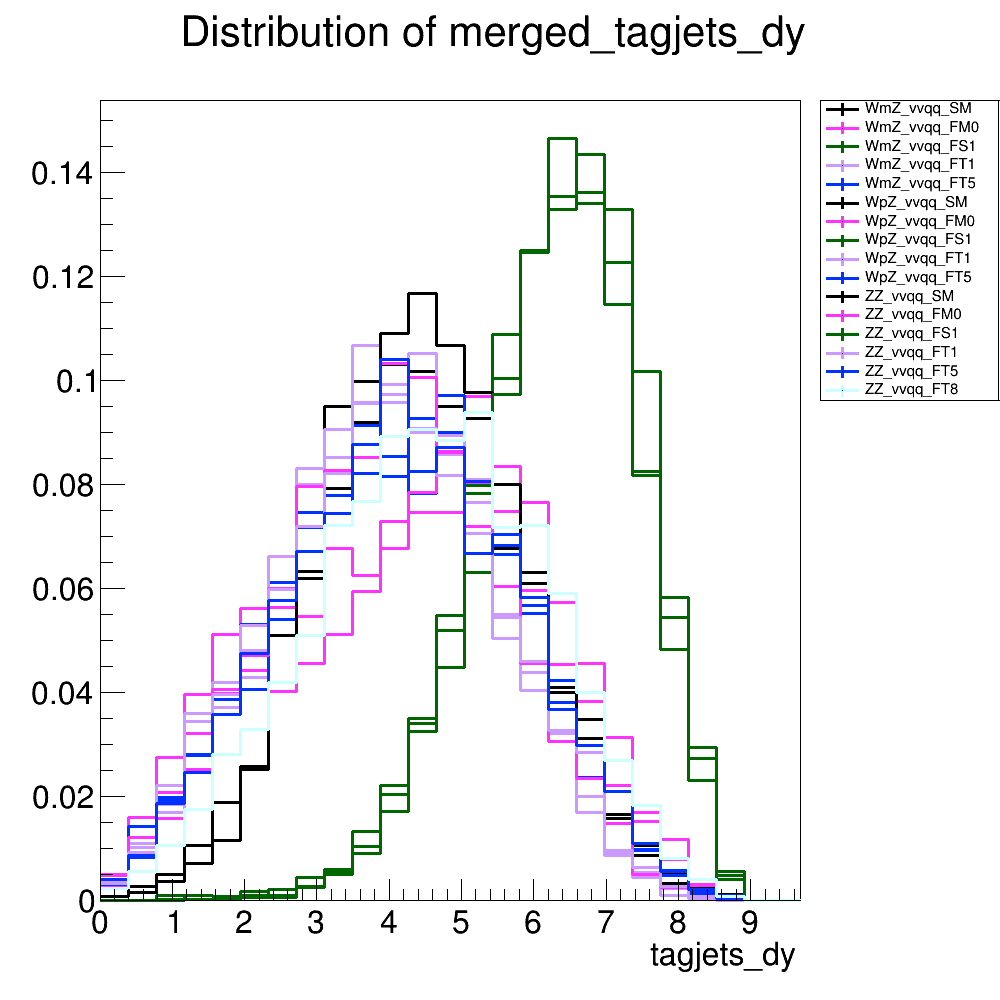 Distribution of merged_tagjets_dy
WmZ_vvqq_SM
WmZ_vvqq_FM0
WmZ_vvqq_FS1
WmZ_vvqq_FT1
WmZ_vvqq_FT5
WpZ_vvqq_SM
WpZ_vvqq_FM0
WpZ_vvqq_FS1
WpZ_vvqq_FT1
WpZ_vvqq_FT5
ZZ_vvqq_SM
ZZ_vvqq_FM0
ZZ_vvqq_FS1
ZZ_vvqq_FT1
ZZ_vvqq_FT5
ZZ_vvqq_FT8
0.14
0.12
0.1
0.08
0.06
0.04
0.02
0
0 1 2 3 4 5 6 7 8 9
tagjets_dy